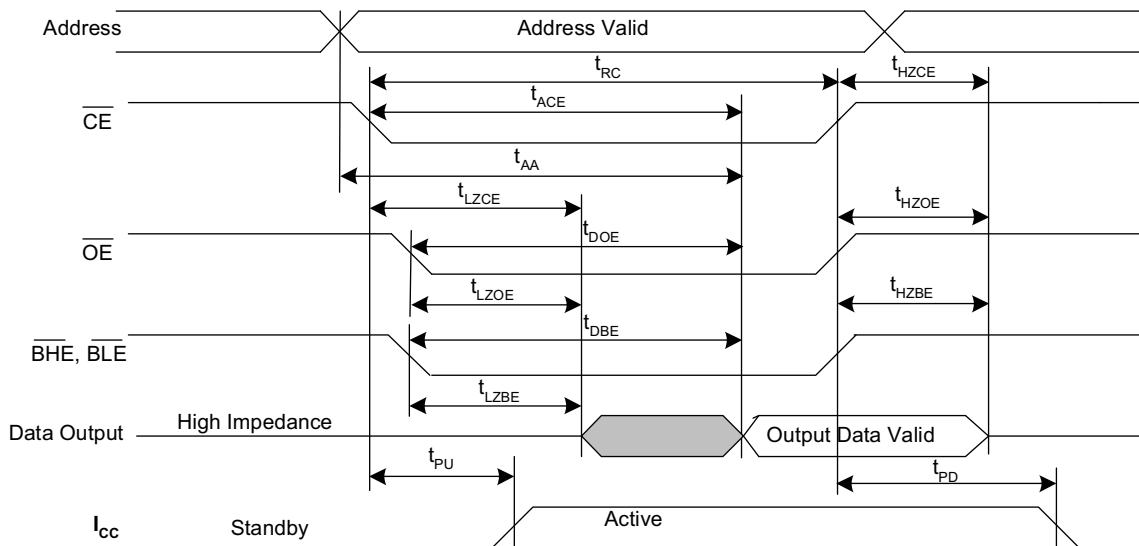 Address
Address Valid
tRC
tHZCE
tACE
CE
tAA
tLZCE
tHZOE
tDOE
OE
tLZOE
tHZBE
tDBE
BHE, BLE
tLZBE
High Impedance
Data Output
Output Data Valid
tPU
tPD
ICC
Standby
Active